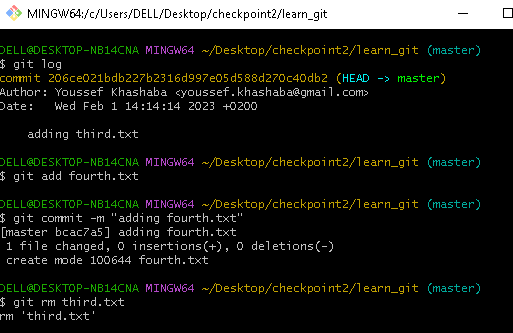 MINGW64:/c/Users/DELL/Desktop/checkpoint2/learn_git
DELL@DESKTOP-NB14CNA MINGW64 ~/Desktop/checkpoint2/learn_git (master)
$ git log
commit 206ce021bdb227b2316d997e05d588d270c40db2 (HEAD -> master)
Author: Youssef Khashaba <youssef.khashaba@gmail.com>
Date:   Wed Feb 1 14:14:14 2023 +0200
    adding third.txt
DELL@DESKTOP-NB14CNA MINGW64 ~/Desktop/checkpoint2/learn_git (master)
$ git add fourth.txt
DELL@DESKTOP-NB14CNA MINGW64 ~/Desktop/checkpoint2/learn_git (master)
$ git commit -m "adding fourth.txt"
[master bcac7a5] adding fourth.txt
 1 file changed, 0 insertions(+), 0 deletions(-)
 create mode 100644 fourth.txt
DELL@DESKTOP-NB14CNA MINGW64 ~/Desktop/checkpoint2/learn_git (master)
$ git rm third.txt
rm 'third.txt'